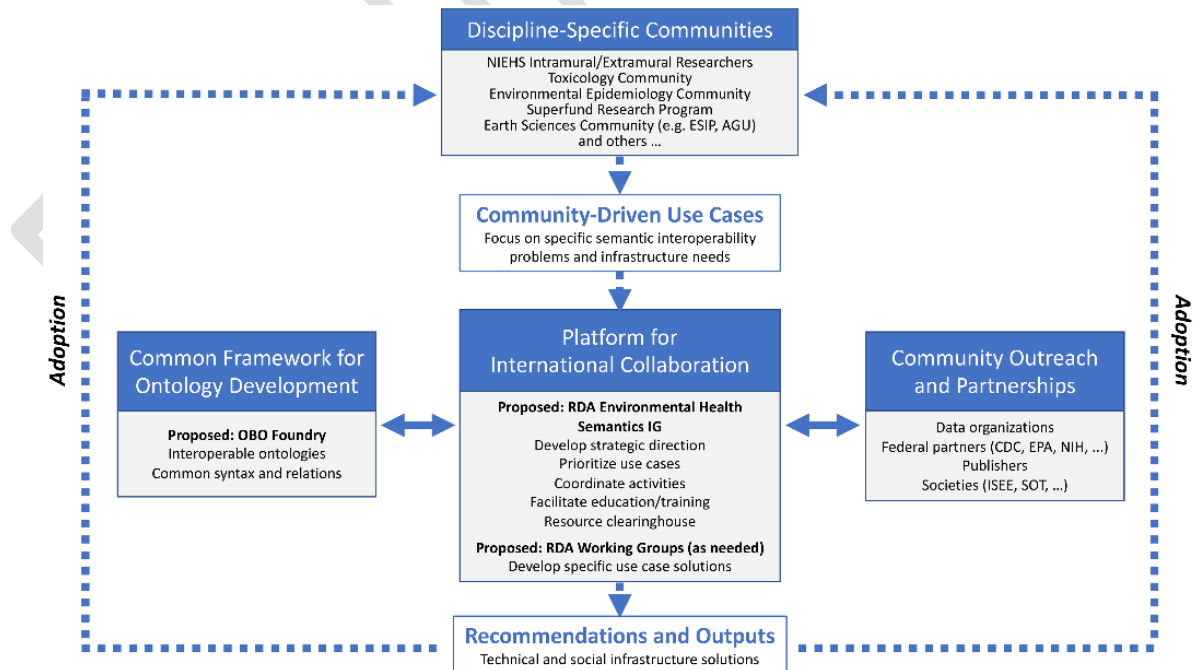 Discipline-Specific Communities
NIEHS Intramural/Extramural Researchers
Toxicology Community
Environmental Epidemiology Community
Superfund Research Program
Earth Sciences Community (e.g. ESIP, AGU)
and others ...
Community-Driven Use Cases
Focus on specific semantic interoperability
problems and infrastructure needs
Adoption
Common Framework for
Ontology Development
Proposed: OBO Foundry
Interoperable ontologies
Common syntax and relations
Platform for
International Collaboration
Proposed: RDA Environmental Health
Semantics IG
Develop strategic direction
Prioritize use cases
Coordinate activities
Facilitate education/training
Resource clearinghouse
Proposed: RDA Working Groups (as needed)
Develop specific use case solutions
Community Outreach
and Partnerships
Data organizations
Federal partners (CDC, EPA, NIH, ...)
Publishers
Societies (ISEE, SOT, ...)
Adoption
Recommendations and Outputs
Technical and social infrastructure solutions